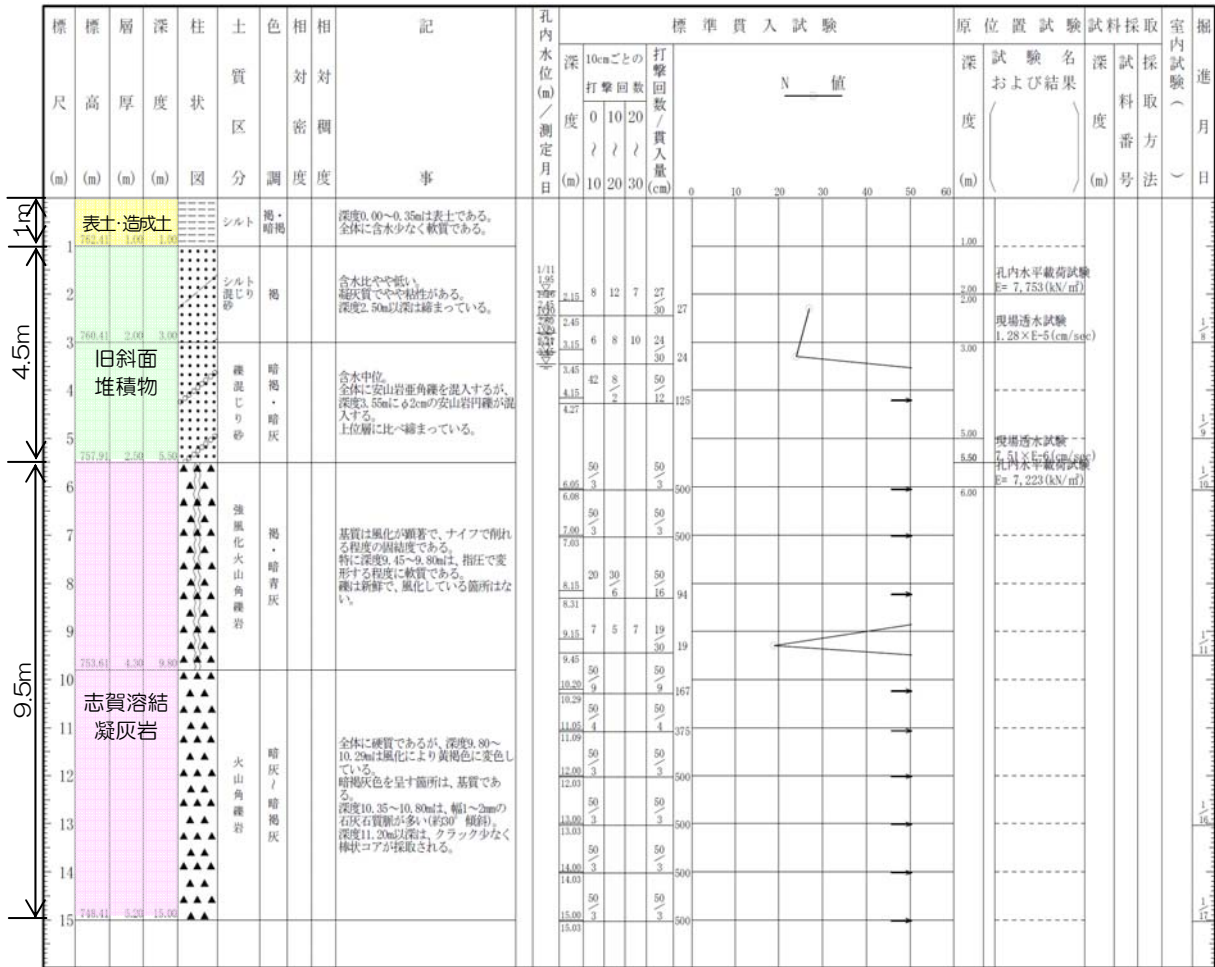 標尺(m)
標高(m)
層厚(m)
深度(m)
柱状図
土質区分
色調
相対密度
相対稠度
記事
孔内水位(m)／測定月日
標準貫入試験
深度(m)
10cmごとの打撃回数
0～10
10～20
20～30
打撃回数/貫入量(cm)
N 値
0 10 20 30 40 50 60
原位置試験
深度(m)
試験名および結果
試料採取
深度(m)
試料番号
採取方法
室内試験()
掘進月日
1m
4.5m
9.5m
表土・造成土
762.41 1.00 1.00
シルト
褐・暗褐
深度0.00～0.35mは表土である。
全体に含水少なく軟質である。
1.00
1
シルト混じり砂
褐
含水比やや低い。
凝灰質でやや粘性がある。
深度2.50m以深は締まっている。
1/11
1.95
2
2.15 8 12 7 27/30 27
2.45
760.41 2.00 3.00
孔内水平載荷試験
E= 7,753(kN/㎡)
2.00
2.00
現場透水試験
1.28×E-5(cm/sec)
3.00
1/8
3
旧斜面
堆積物
3.15 6 8 10 24/30 24
3.45
礫混じり砂
暗褐・暗灰
含水中位。
全体に安山岩亜角礫を混入するが、
深度3.55mにφ2cmの安山岩円礫が混
入する。
上位層に比べ締まっている。
4
4.15 42 8/2 50/12 125
4.27
1/9
5
757.91 2.50 5.50
5.00
現場透水試験
7.51×E-6(cm/sec)
5.50
孔内水平載荷試験
E= 7,223(kN/㎡)
6.00
1/10
6
6.05 50/3 50/3 500
6.08
強風化火山角礫岩
褐・暗青灰
基質は風化が顕著で、ナイフで削れ
る程度の固結度である。
特に深度9.45～9.80mは、指圧で変
形する程度に軟質である。
礫は新鮮で、風化している箇所はな
い。
7
7.00 50/3 50/3 500
7.03
8
8.15 20 30/6 50/16 94
8.31
9
9.15 7 5 7 19/30 19
9.45
1/11
753.61 4.30 9.80
10
志賀溶結
凝灰岩
10.20 50/9 50/9 167
10.29
11
11.05 50/4 50/4 375
11.09
火山角礫岩
暗灰～暗褐灰
全体に硬質であるが、深度9.80～
10.29mは風化により黄褐色に変色し
ている。
暗褐灰色を呈す箇所は、基質であ
る。
深度10.35～10.80mは、幅1～2mmの
石灰石質脈が多い(約30°傾斜)。
深度11.20m以深は、クラック少なく
棒状コアが採取される。
12
12.00 50/3 50/3 500
12.03
13
13.00 50/3 50/3 500
13.03
1/16
14
14.00 50/3 50/3 500
14.03
748.41 5.20 15.00
15
15.00 50/3 50/3 500
15.03
1/17